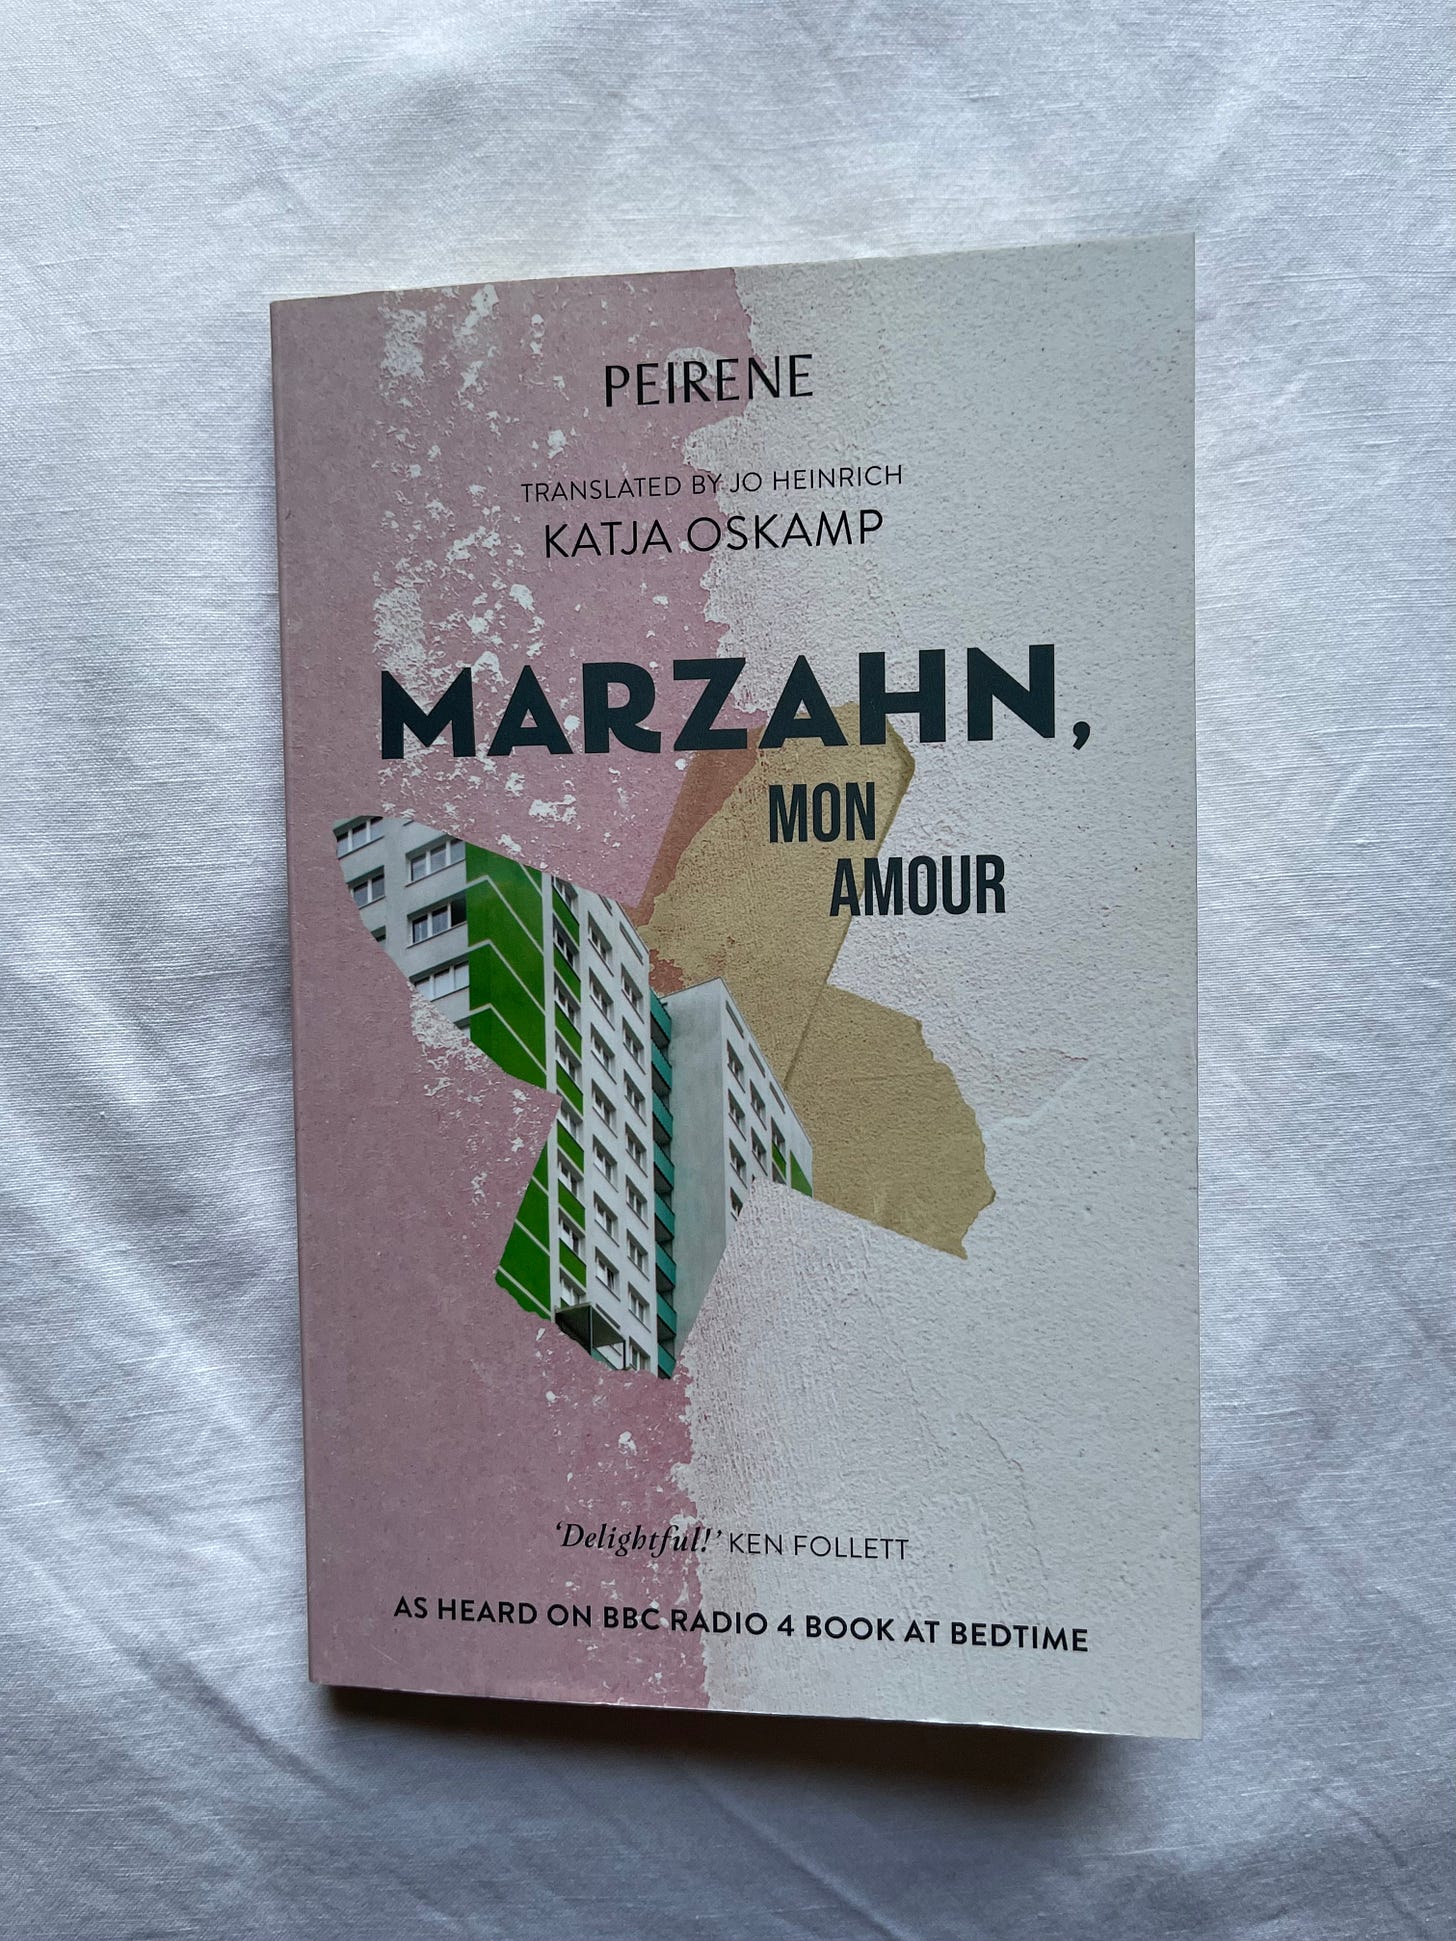 PEIRENE
TRANSLATED BY JO HEINRICH
KATJA OSKAMP
MARZAHN,
MON
AMOUR
‘Delightful!’ KEN FOLLETT
AS HEARD ON BBC RADIO 4 BOOK AT BEDTIME